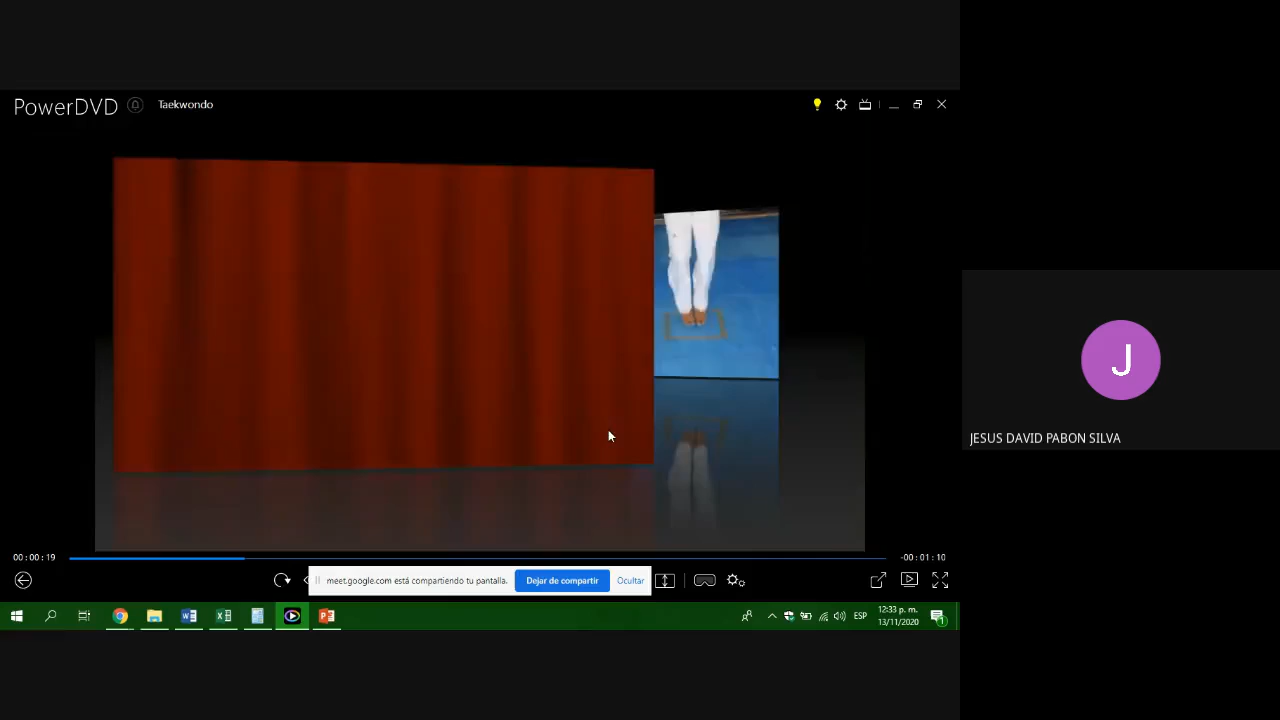 PowerDVD
Taekwondo
J
JESUS DAVID PABON SILVA
00:00:19
-00:01:10
meet.google.com está compartiendo tu pantalla.
Dejar de compartir
Ocultar
ESP
12:33 p. m.
13/11/2020
1